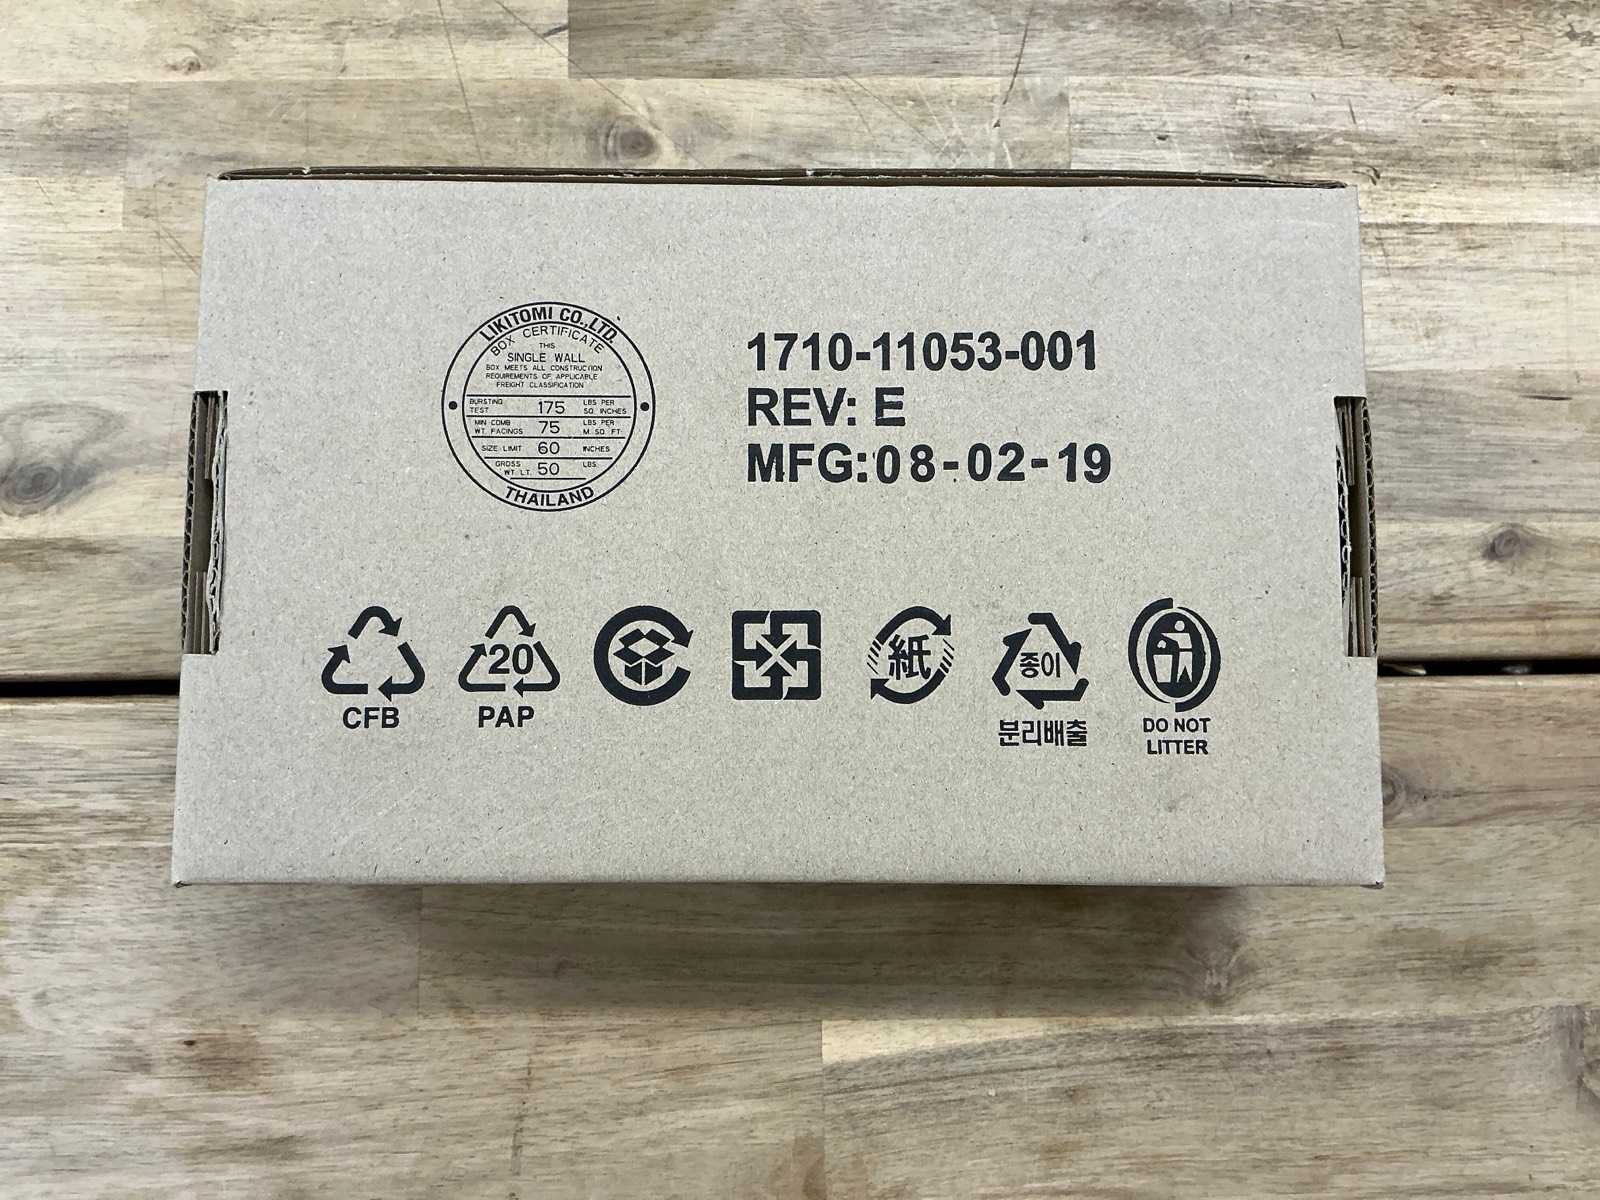 LIKITOMI CO.,LTD.
BOX CERTIFICATE
THIS
SINGLE WALL
BOX MEETS ALL CONSTRUCTION
REQUIREMENTS OF APPLICABLE
FREIGHT CLASSIFICATION
BURSTING TEST 175 LBS PER SQ. INCHES
MIN COMB WT. FACINGS 75 LBS PER M SQ FT.
SIZE LIMIT 60 INCHES
GROSS WT. LT. 50 LBS.
THAILAND
1710-11053-001
REV: E
MFG:08-02-19
CFB
20
PAP
紙
종이
분리배출
DO NOT
LITTER